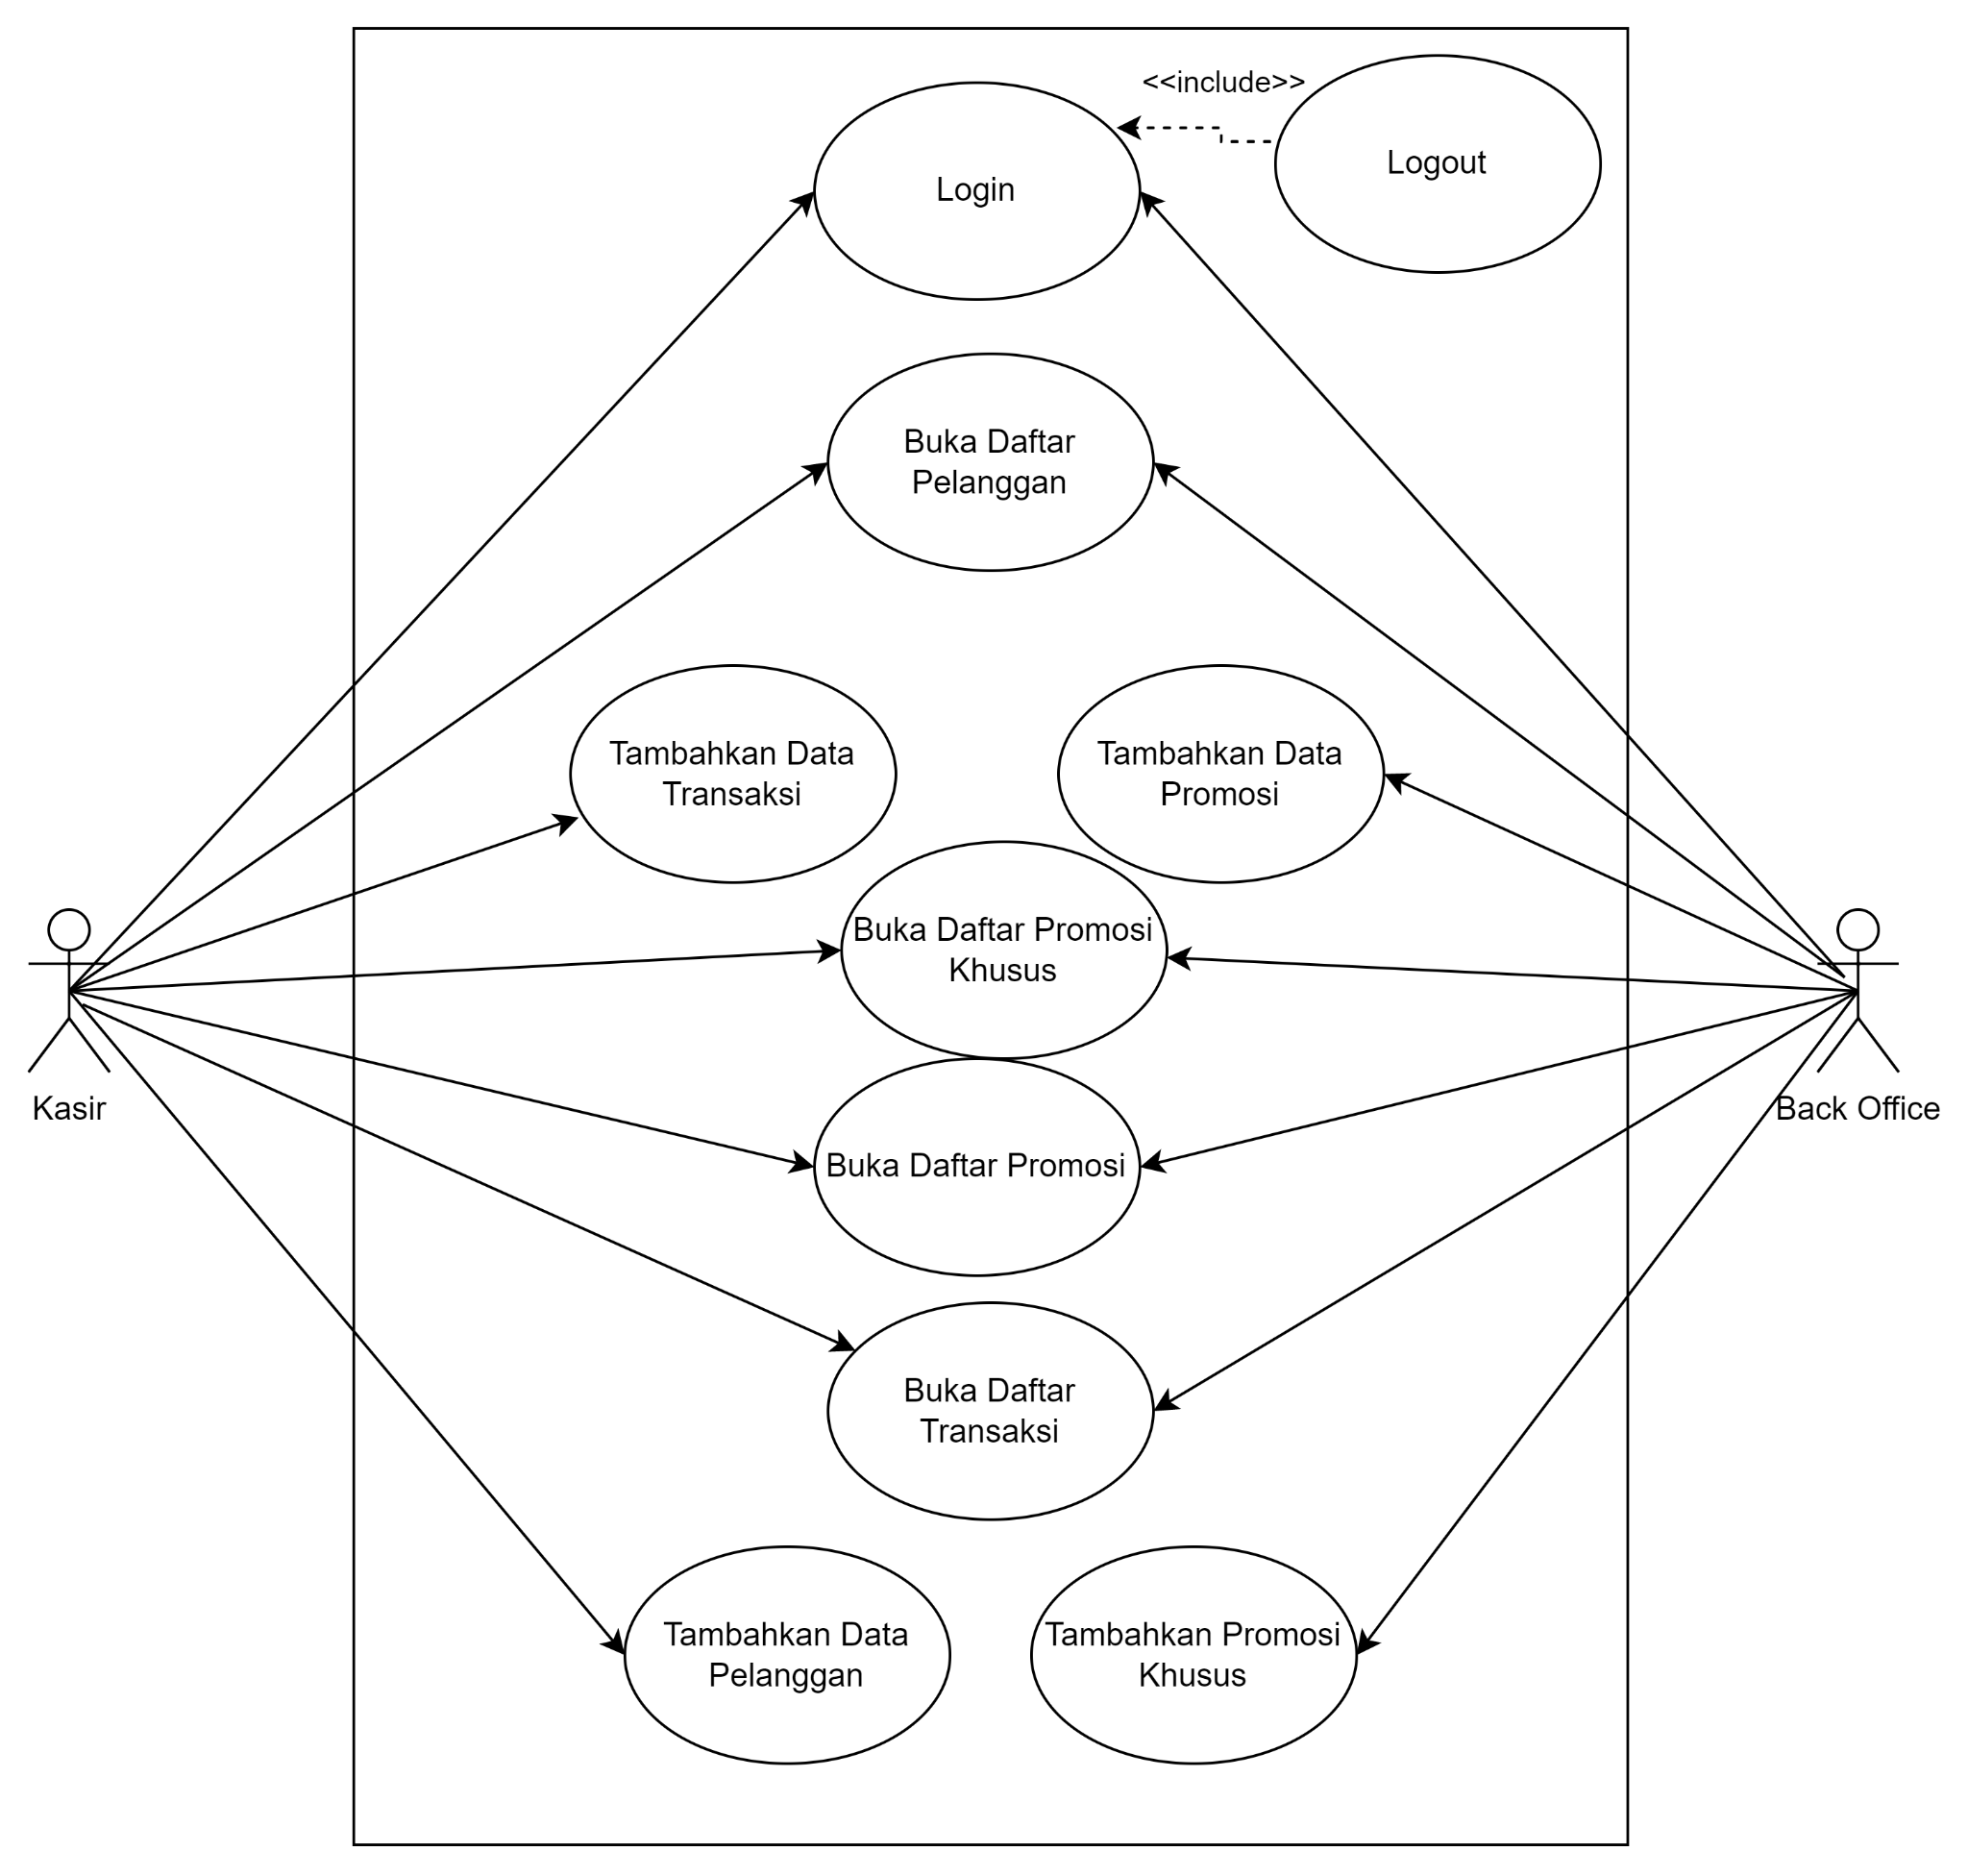 <<include>>
Login
Logout
Buka Daftar
Pelanggan
Tambahkan Data
Transaksi
Tambahkan Data
Promosi
Buka Daftar Promosi
Khusus
Kasir
Back Office
Buka Daftar Promosi
Buka Daftar
Transaksi
Tambahkan Data
Pelanggan
Tambahkan Promosi
Khusus